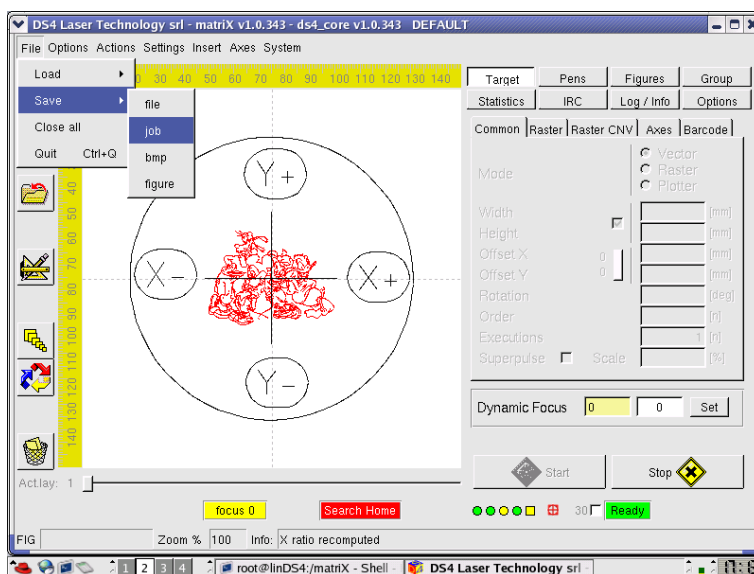 DS4 Laser Technology srl - matriX v1.0.343 - ds4_core v1.0.343 DEFAULT
File Options Actions Settings Insert Axes System
Load
Save
Close all
Quit Ctrl+Q
file
job
bmp
figure
30 40 50 60 70 80 90 100 110 120 130 140
40
50
60
70
80
90
100
110
120
130
140
Y+
X-
X+
Y-
Target Pens Figures Group
Statistics IRC Log / Info Options
Common Raster Raster CNV Axes Barcode
Mode
Vector
Raster
Plotter
Width [mm]
Height [mm]
Offset X 0 [mm]
Offset Y 0 [mm]
Rotation [deg]
Order [n]
Executions 1 [n]
Superpulse Scale [%]
Dynamic Focus 0 0 Set
Start Stop
Act.lay: 1
focus 0 Search Home 30 Ready
FIG Zoom % 100 Info: X ratio recomputed
1 2 3 4 root@linDS4:/matriX - Shell - DS4 Laser Technology srl -